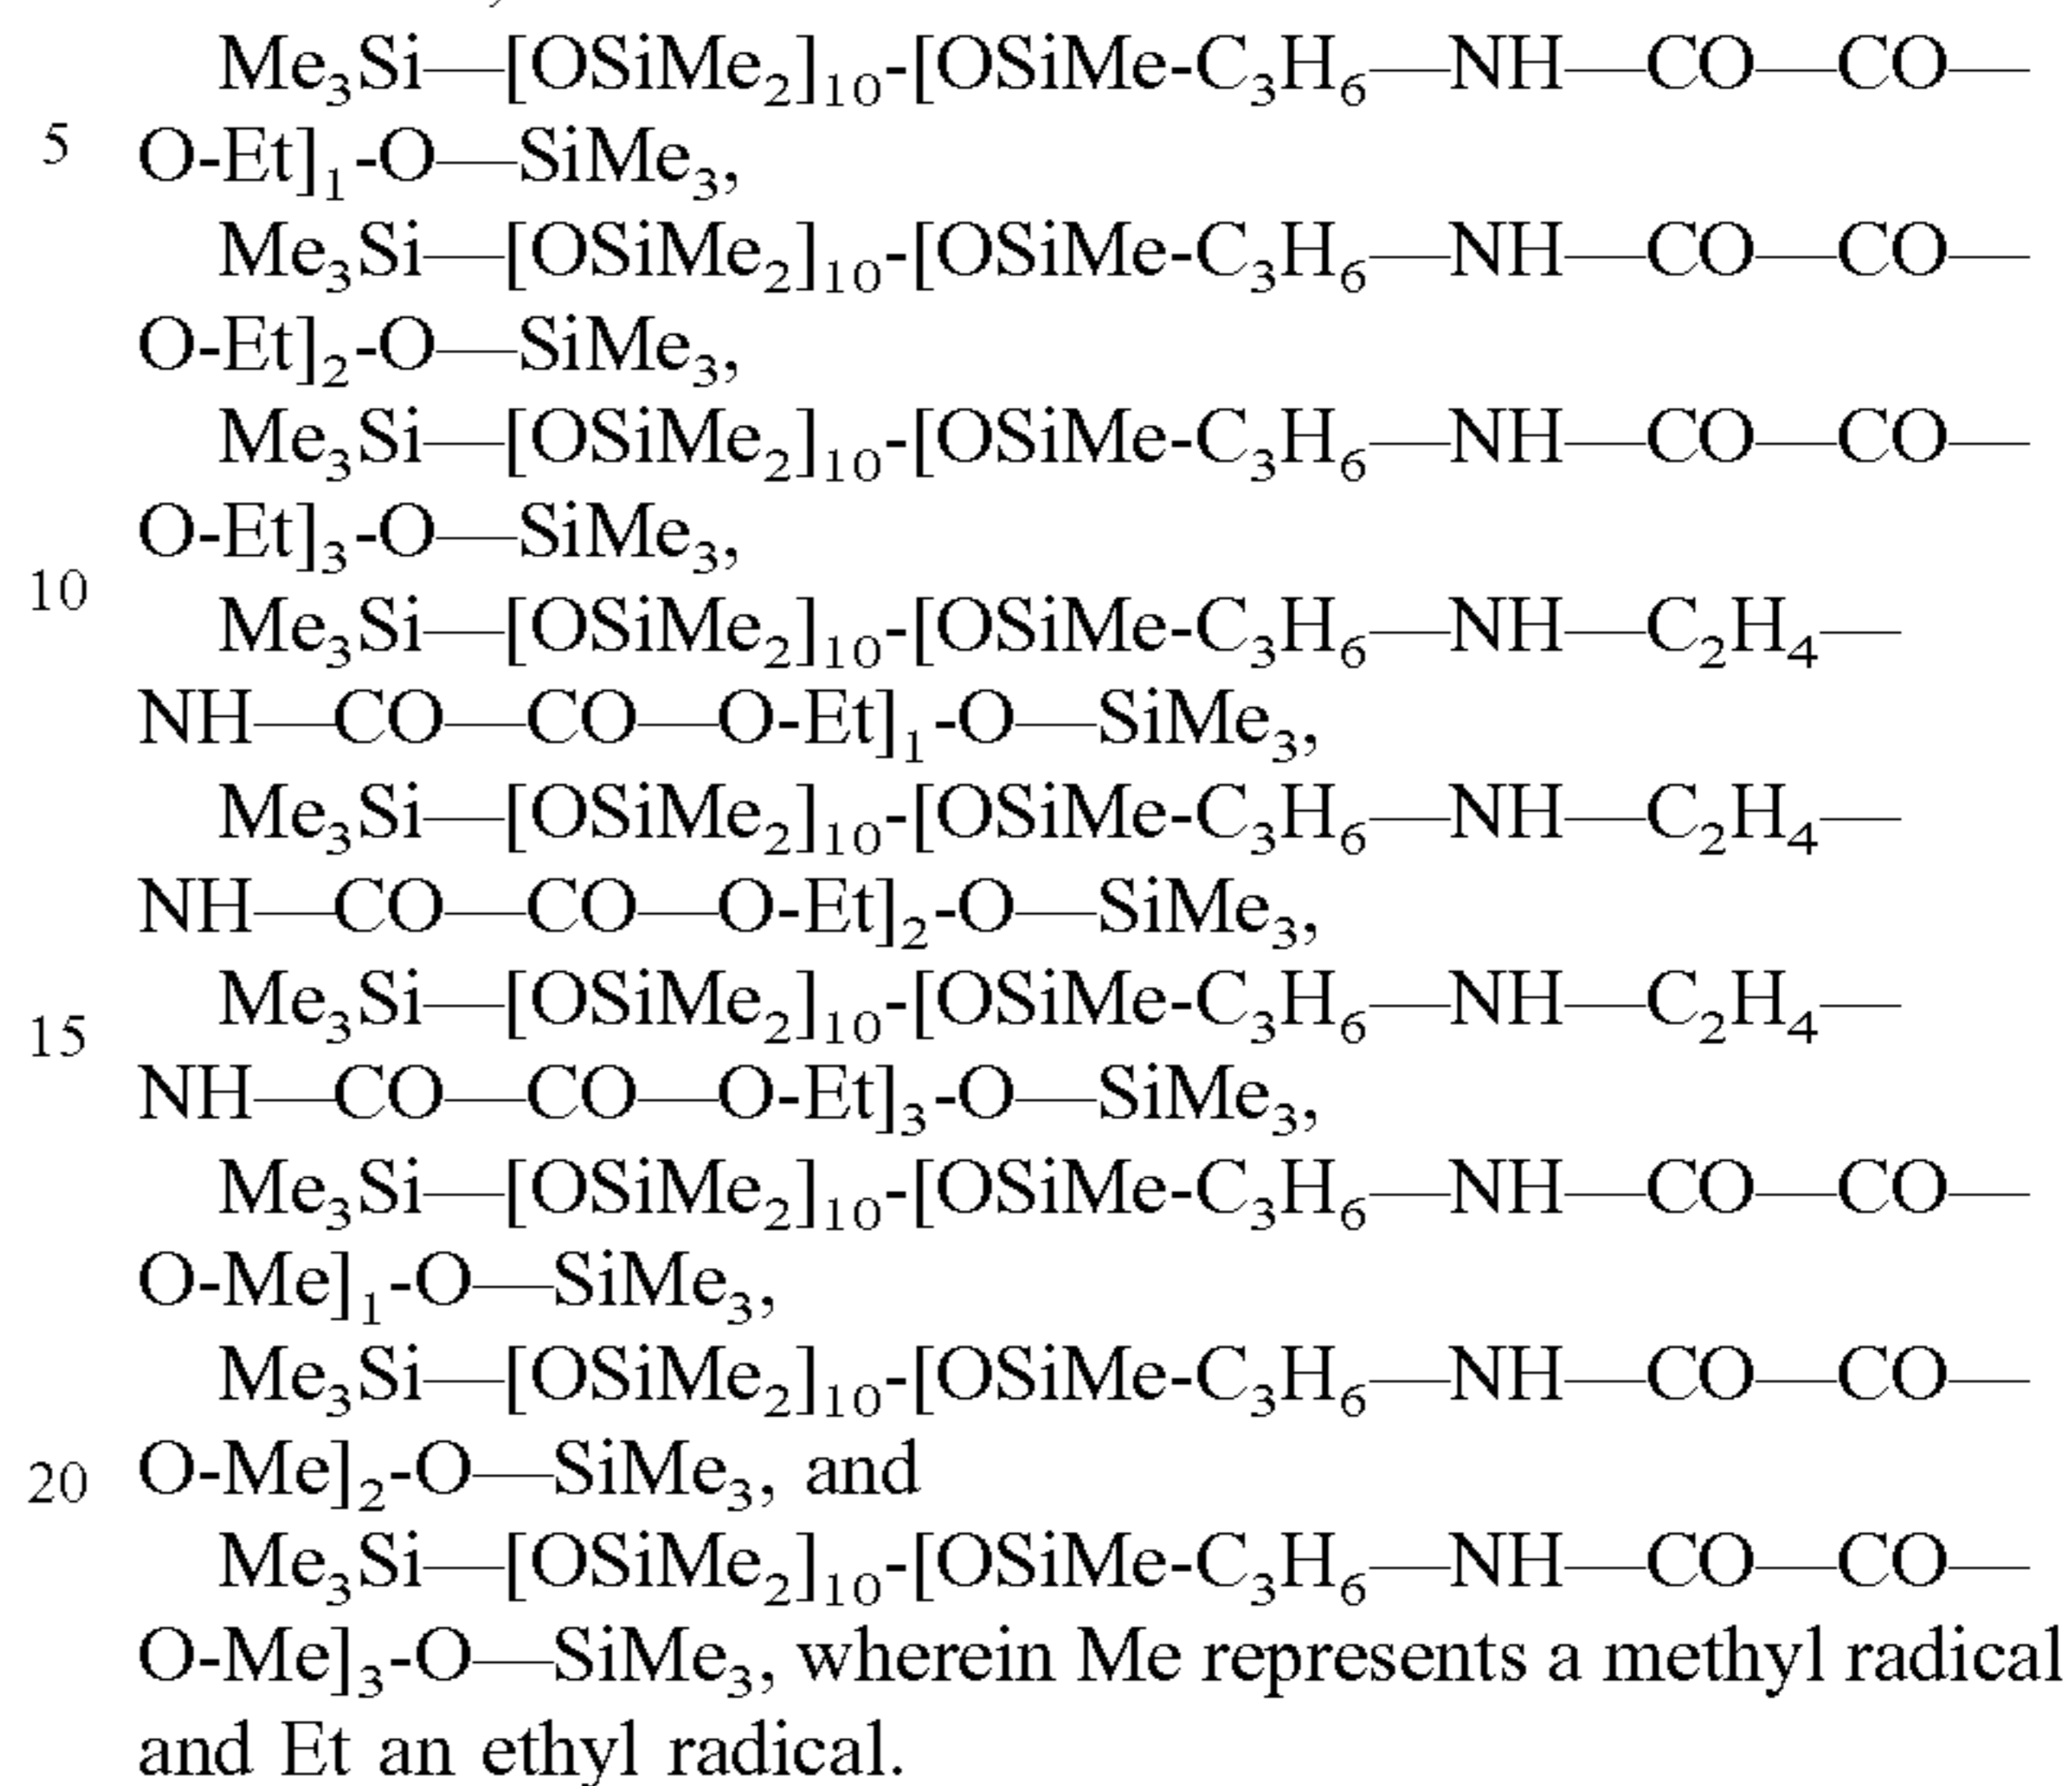 Me₃Si—[OSiMe₂]₁₀-[OSiMe-C₃H₆—NH—CO—CO—
5 O-Et]₁-O—SiMe₃,
Me₃Si—[OSiMe₂]₁₀-[OSiMe-C₃H₆—NH—CO—CO—
O-Et]₂-O—SiMe₃,
Me₃Si—[OSiMe₂]₁₀-[OSiMe-C₃H₆—NH—CO—CO—
O-Et]₃-O—SiMe₃,
10
Me₃Si—[OSiMe₂]₁₀-[OSiMe-C₃H₆—NH—C₂H₄—
NH—CO—CO—O-Et]₁-O—SiMe₃,
Me₃Si—[OSiMe₂]₁₀-[OSiMe-C₃H₆—NH—C₂H₄—
NH—CO—CO—O-Et]₂-O—SiMe₃,
Me₃Si—[OSiMe₂]₁₀-[OSiMe-C₃H₆—NH—C₂H₄—
15
NH—CO—CO—O-Et]₃-O—SiMe₃,
Me₃Si—[OSiMe₂]₁₀-[OSiMe-C₃H₆—NH—CO—CO—
O-Me]₁-O—SiMe₃,
Me₃Si—[OSiMe₂]₁₀-[OSiMe-C₃H₆—NH—CO—CO—
20 O-Me]₂-O—SiMe₃, and
Me₃Si—[OSiMe₂]₁₀-[OSiMe-C₃H₆—NH—CO—CO—
O-Me]₃-O—SiMe₃, wherein Me represents a methyl radical
and Et an ethyl radical.